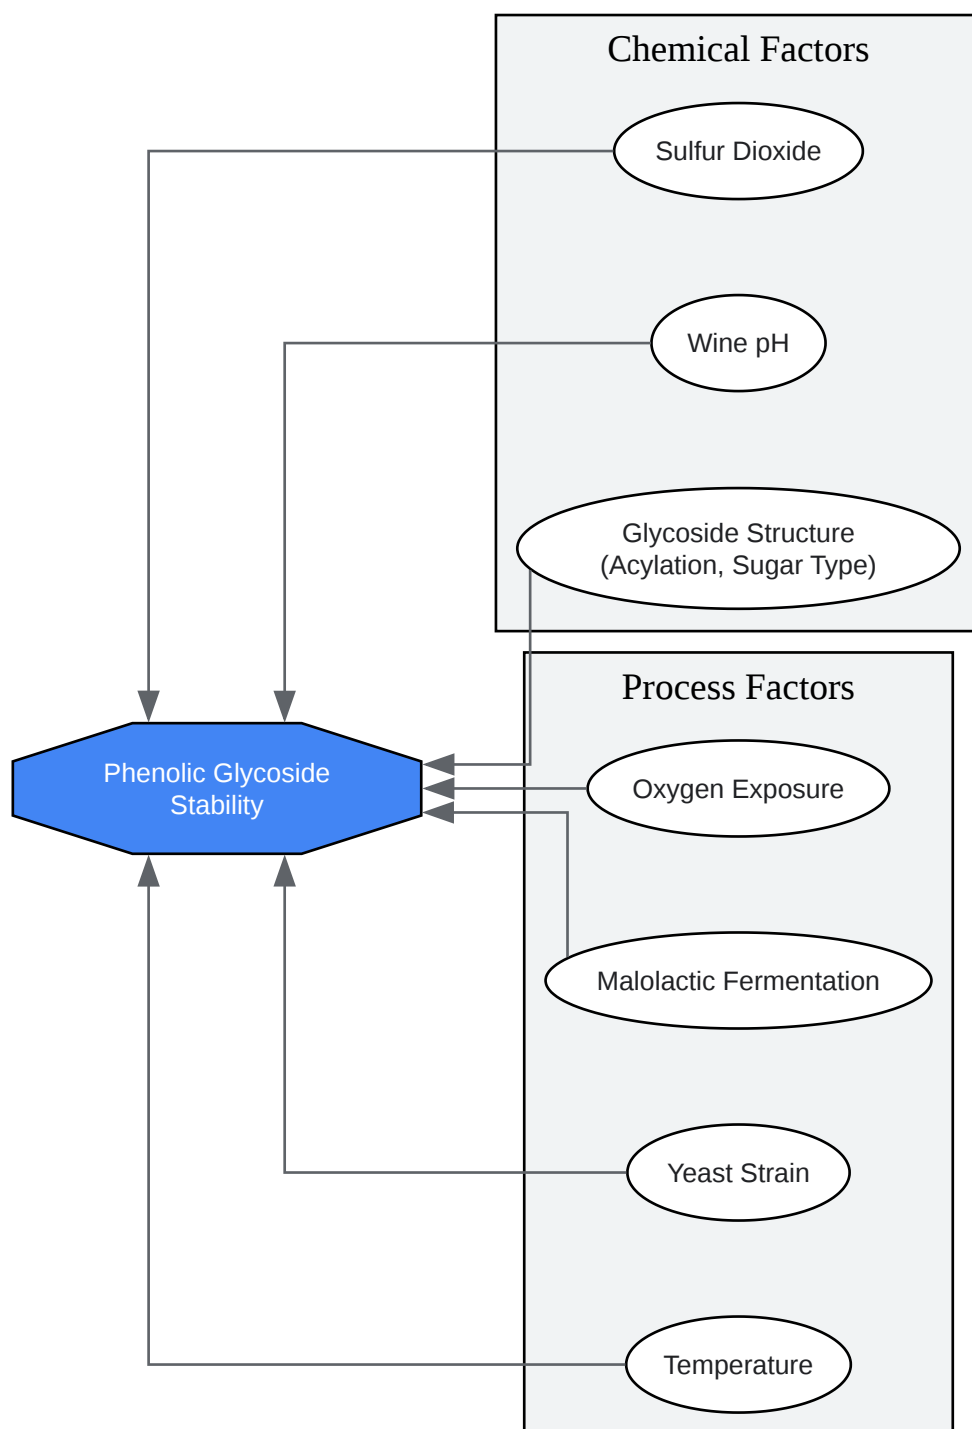 Chemical Factors
Sulfur Dioxide
Wine pH
Glycoside Structure
(Acylation, Sugar Type)
Process Factors
Phenolic Glycoside
Stability
Oxygen Exposure
Malolactic Fermentation
Yeast Strain
Temperature